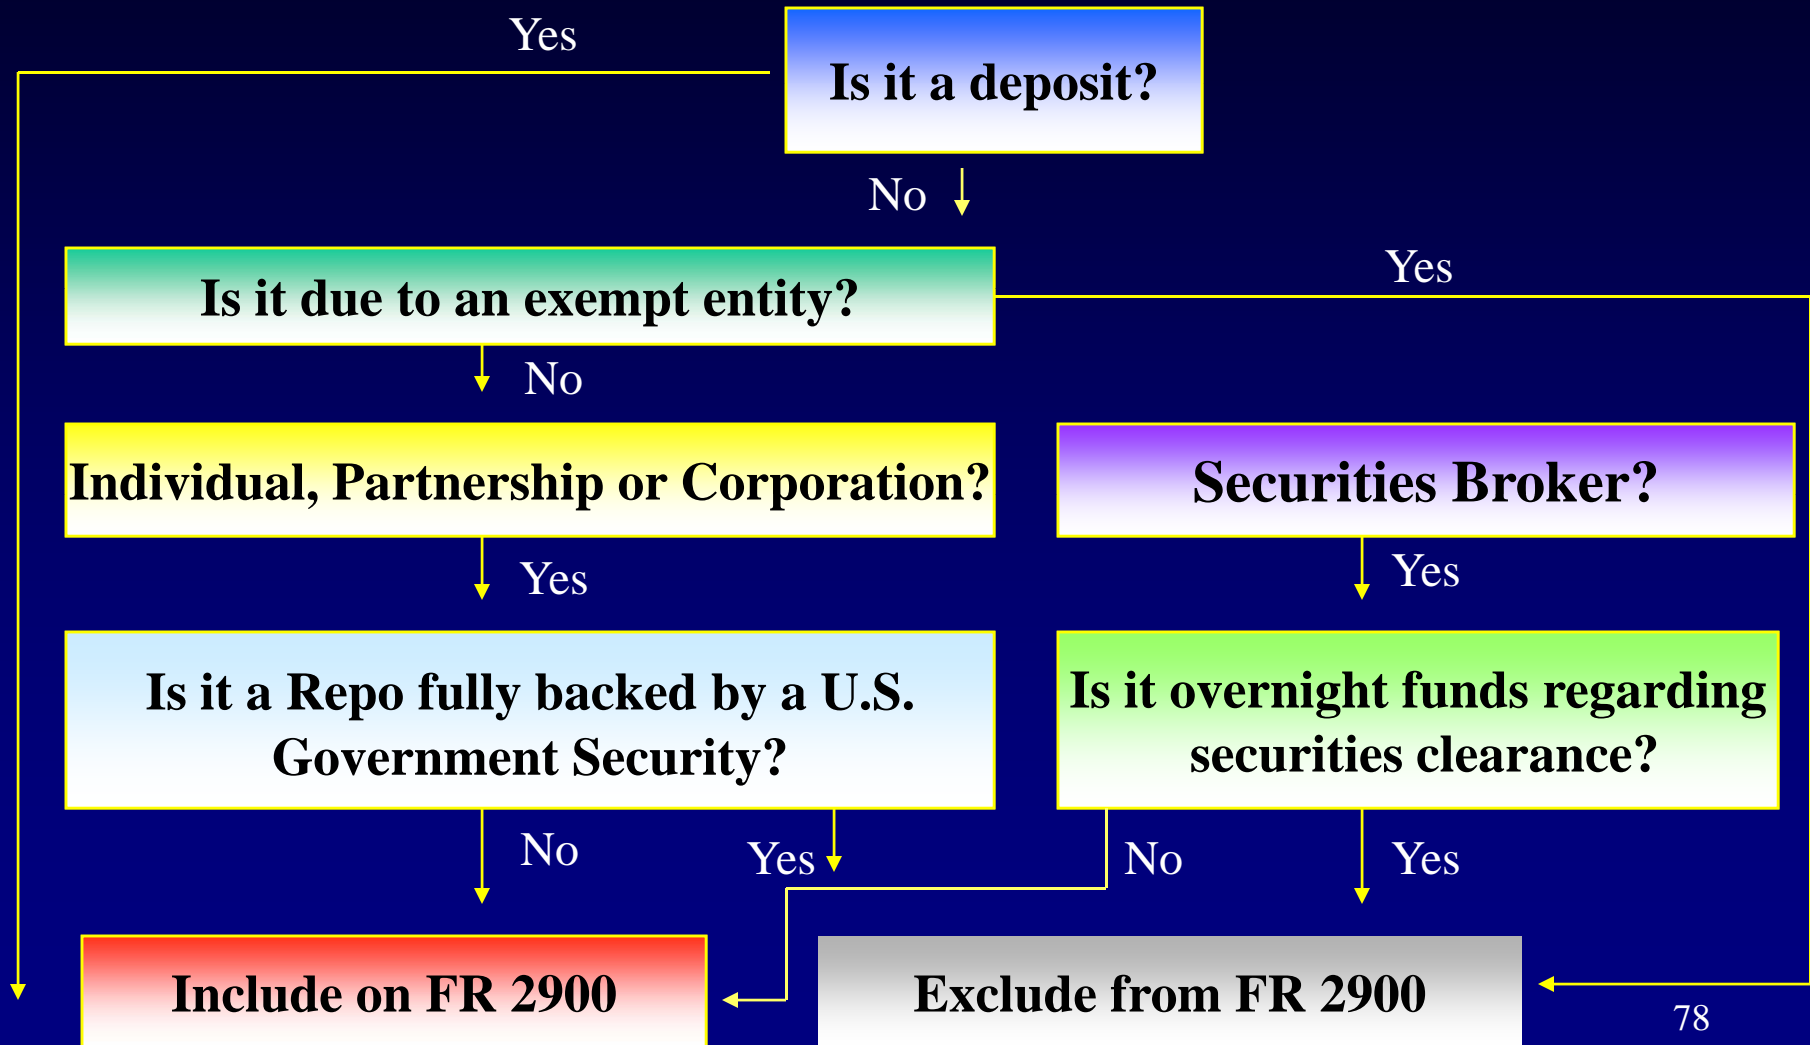 Yes
Is it a deposit?
No
Is it due to an exempt entity?
Yes
No
Individual, Partnership or Corporation?
Securities Broker?
Yes
Yes
Is it a Repo fully backed by a U.S.
Government Security?
Is it overnight funds regarding
securities clearance?
No
Yes
No
Yes
Include on FR 2900
Exclude from FR 2900
78